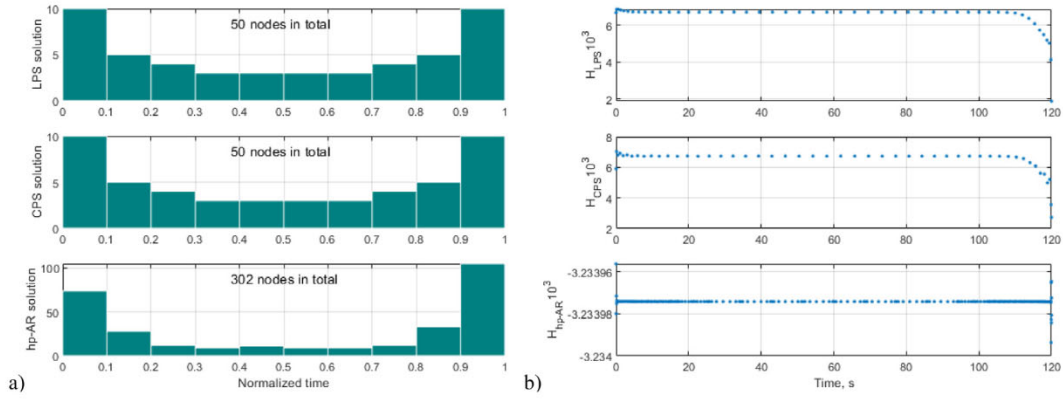 LPS solution
10
5
0
50 nodes in total
0 0.1 0.2 0.3 0.4 0.5 0.6 0.7 0.8 0.9 1
CPS solution
10
5
0
50 nodes in total
0 0.1 0.2 0.3 0.4 0.5 0.6 0.7 0.8 0.9 1
hp-AR solution
100
50
0
302 nodes in total
0 0.1 0.2 0.3 0.4 0.5 0.6 0.7 0.8 0.9 1
Normalized time
a)
H_LPS 10^3
6
4
2
0 20 40 60 80 100 120
H_CPS 10^3
8
6
4
2
0 20 40 60 80 100 120
H_hp-AR 10^3
-3.23396
-3.23398
-3.234
0 20 40 60 80 100 120
Time, s
b)